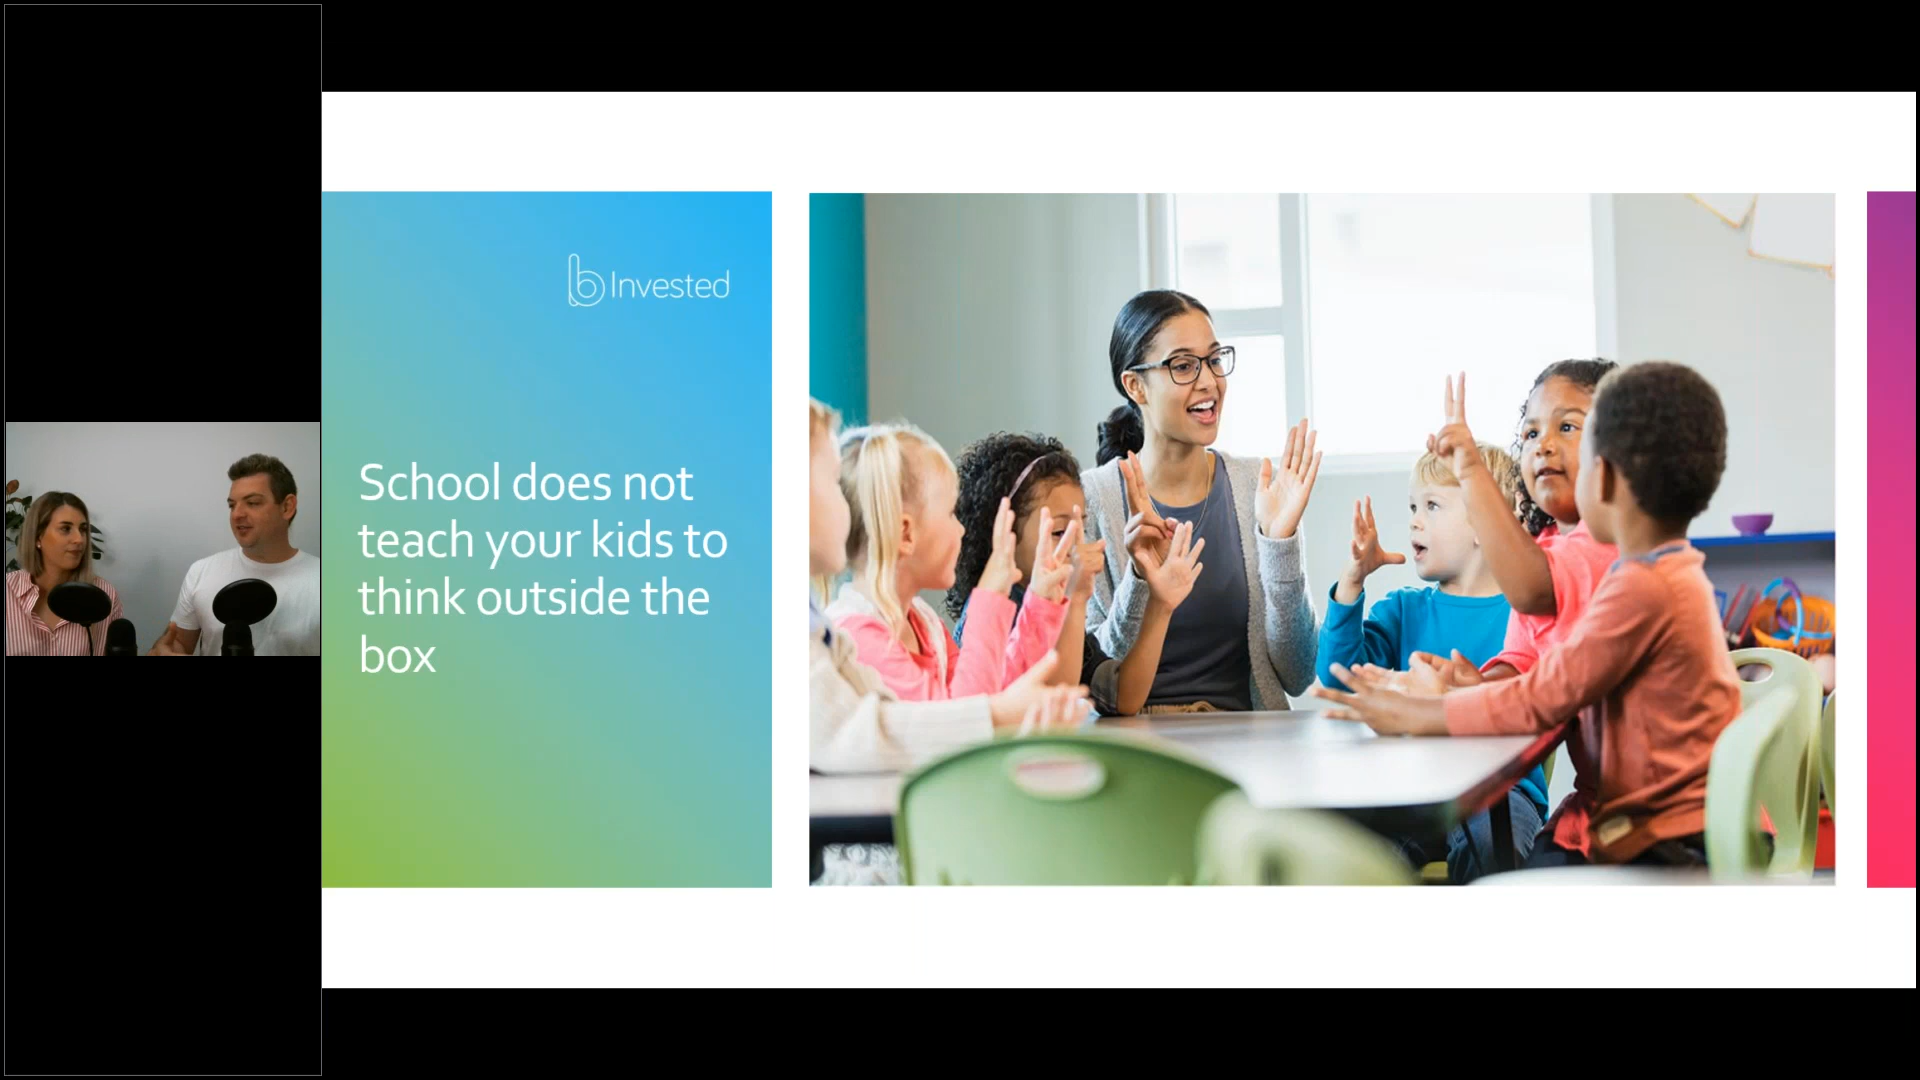 b Invested
School does not
teach your kids to
think outside the
box